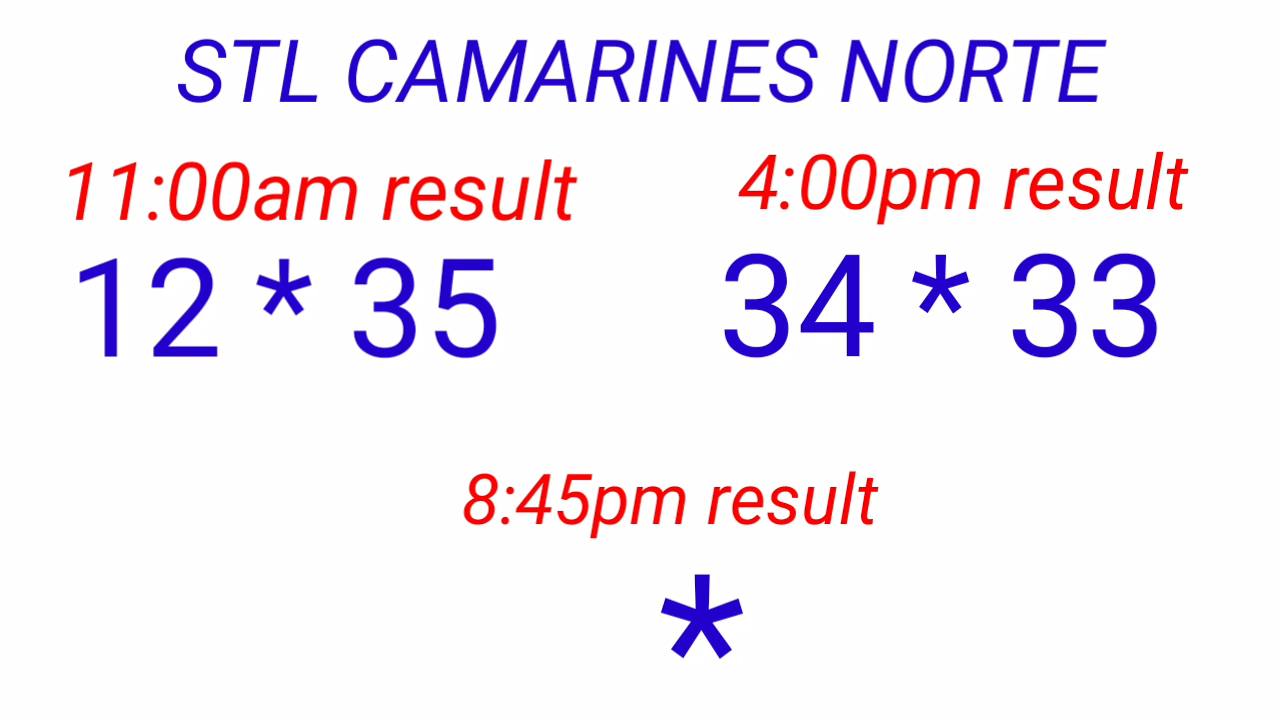 STL CAMARINES NORTE
11:00am result
12 * 35
4:00pm result
34 * 33
8:45pm result
*